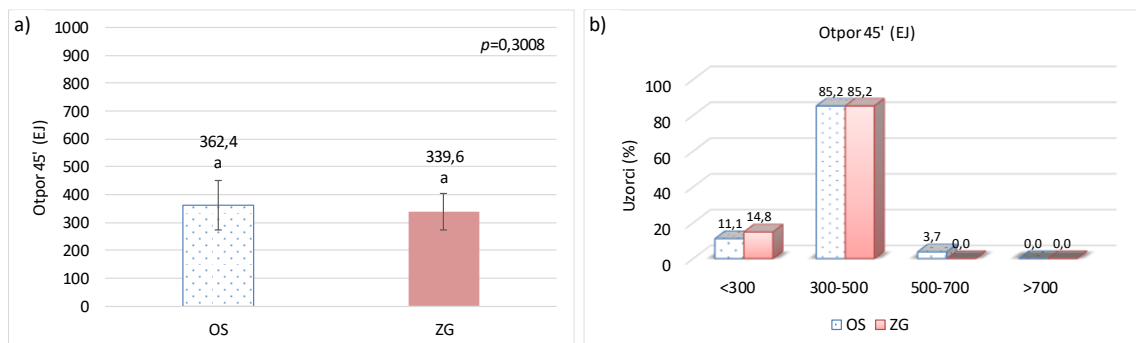 a)
p=0,3008
Otpor 45' (EJ)
1000
900
800
700
600
500
400
300
200
100
0
362,4
a
339,6
a
OS
ZG
b)
Otpor 45' (EJ)
Uzorci (%)
100
80
60
40
20
0
11,1
14,8
85,2
85,2
3,7
0,0
0,0
0,0
<300
300-500
500-700
>700
OS
ZG